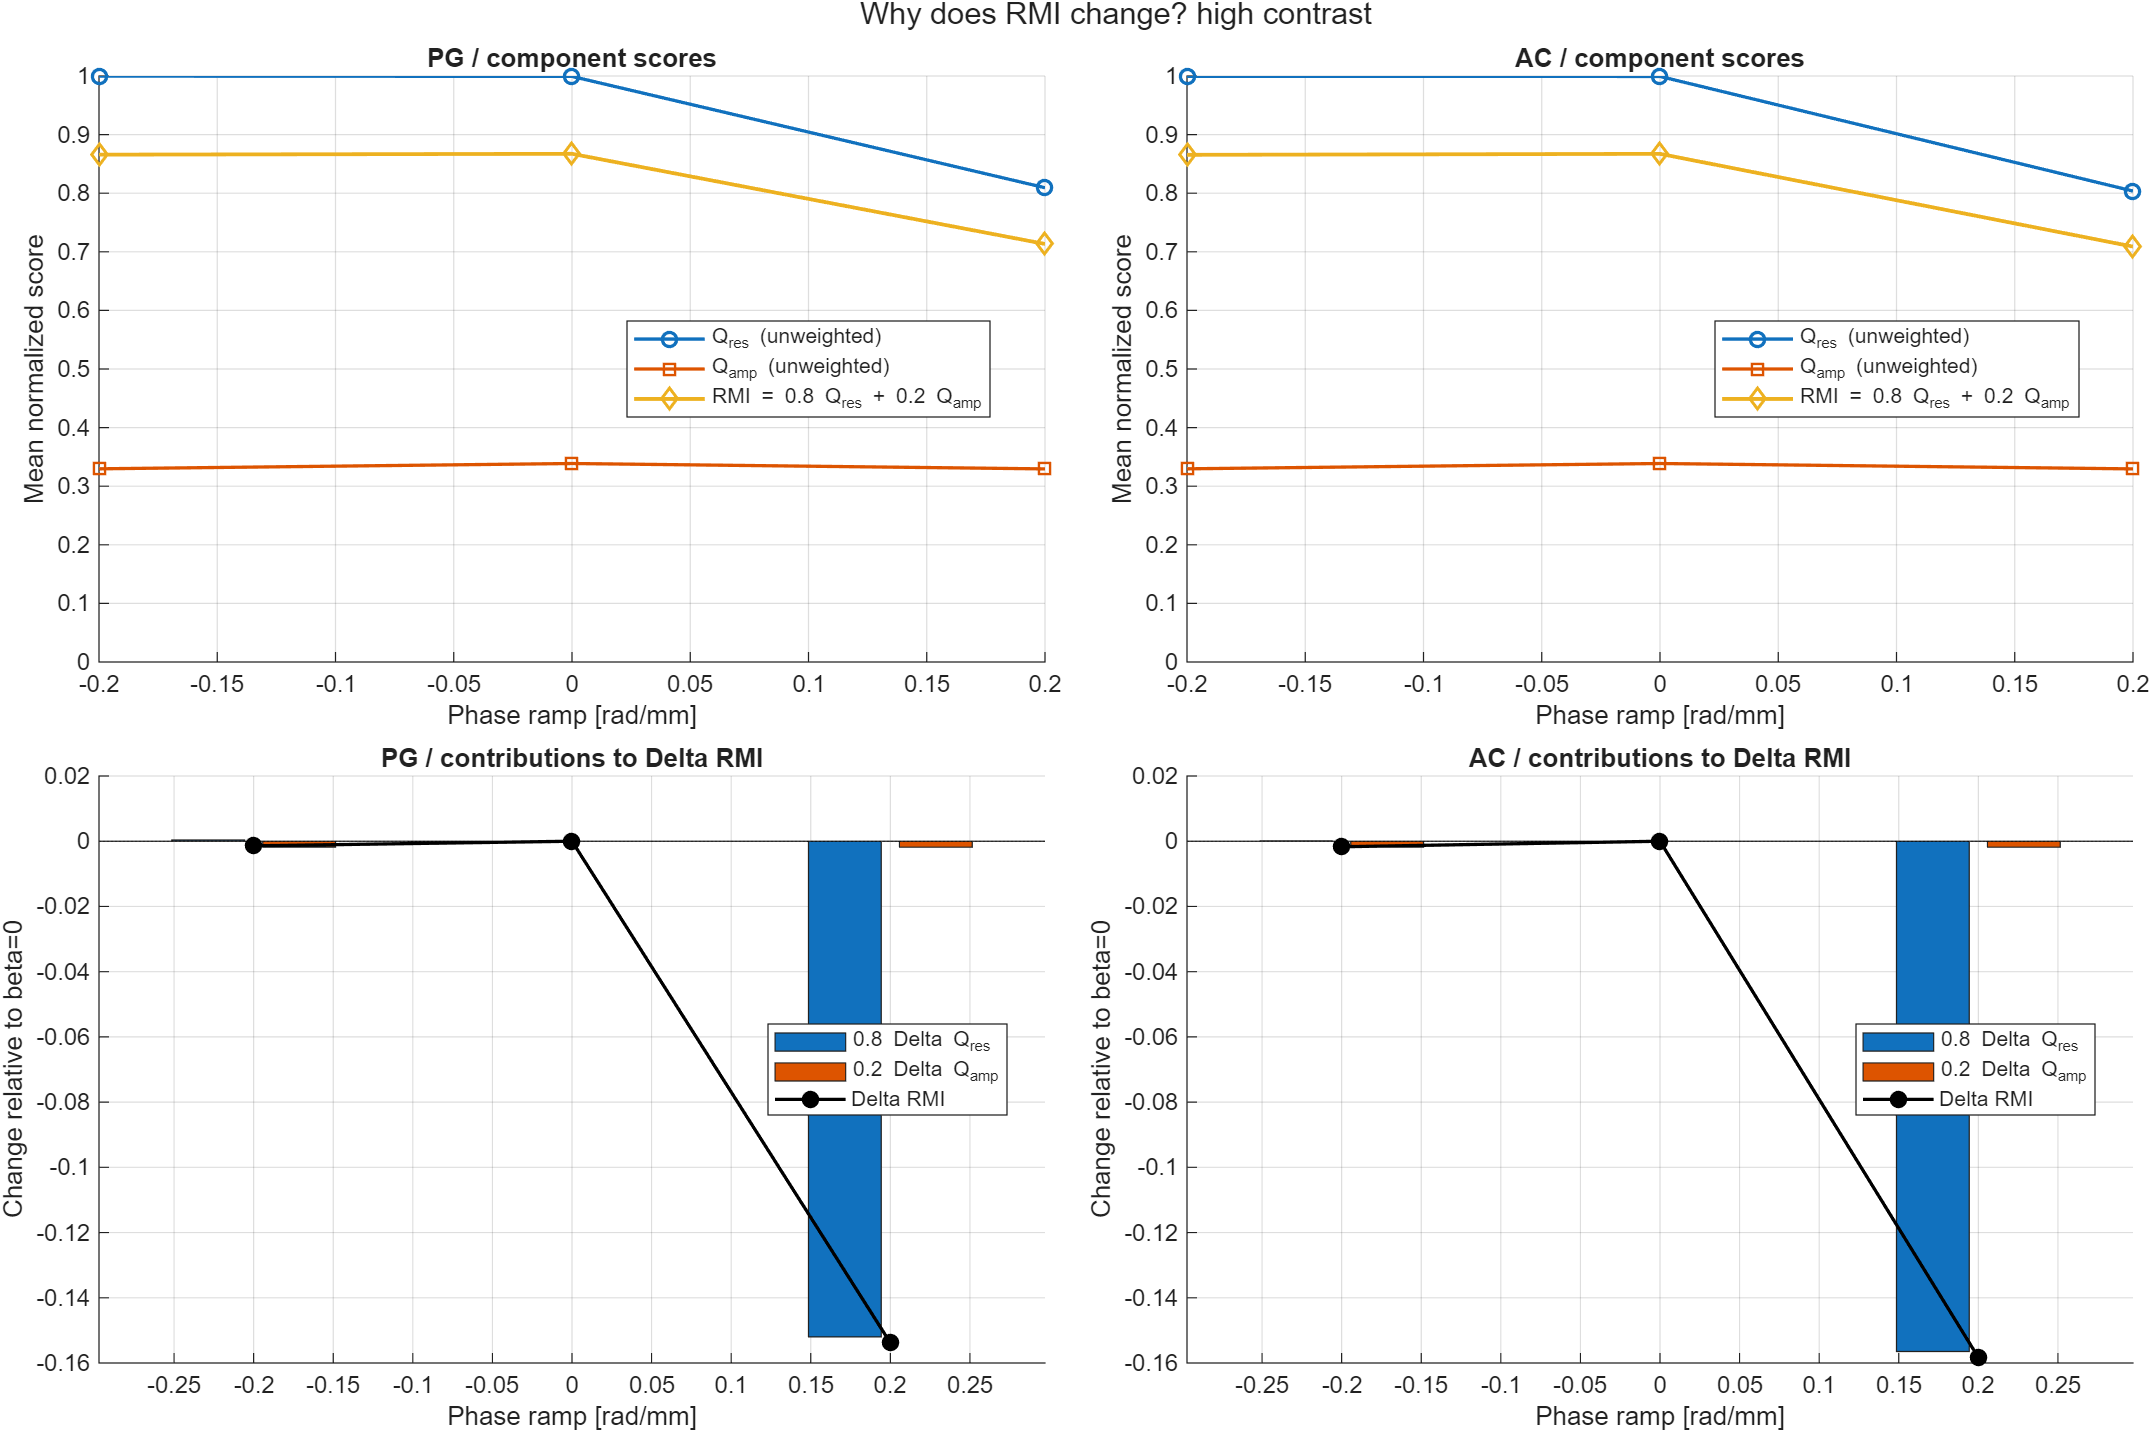 Why does RMI change? high contrast
PG / component scores
1
0.9
0.8
0.7
0.6
0.5
0.4
0.3
0.2
0.1
0
Mean normalized score
Q_res (unweighted)
Q_amp (unweighted)
RMI = 0.8 Q_res + 0.2 Q_amp
-0.2 -0.15 -0.1 -0.05 0 0.05 0.1 0.15 0.2
Phase ramp [rad/mm]
AC / component scores
1
0.9
0.8
0.7
0.6
0.5
0.4
0.3
0.2
0.1
0
Mean normalized score
Q_res (unweighted)
Q_amp (unweighted)
RMI = 0.8 Q_res + 0.2 Q_amp
-0.2 -0.15 -0.1 -0.05 0 0.05 0.1 0.15 0.2
Phase ramp [rad/mm]
PG / contributions to Delta RMI
0.02
0
-0.02
-0.04
-0.06
-0.08
-0.1
-0.12
-0.14
-0.16
Change relative to beta=0
0.8 Delta Q_res
0.2 Delta Q_amp
Delta RMI
-0.25 -0.2 -0.15 -0.1 -0.05 0 0.05 0.1 0.15 0.2 0.25
Phase ramp [rad/mm]
AC / contributions to Delta RMI
0.02
0
-0.02
-0.04
-0.06
-0.08
-0.1
-0.12
-0.14
-0.16
Change relative to beta=0
0.8 Delta Q_res
0.2 Delta Q_amp
Delta RMI
-0.25 -0.2 -0.15 -0.1 -0.05 0 0.05 0.1 0.15 0.2 0.25
Phase ramp [rad/mm]